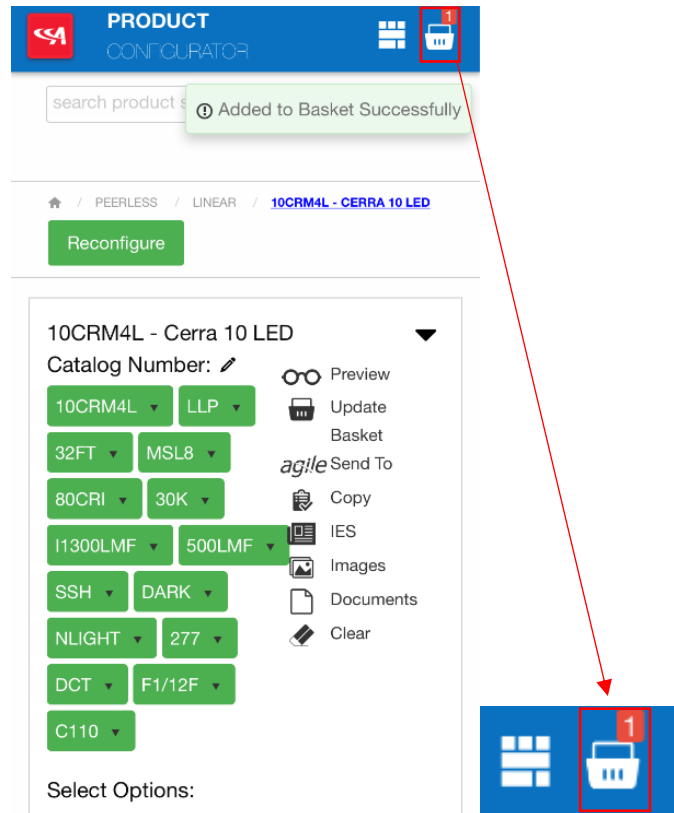 PRODUCT
CONFIGURATOR
1
search product s
Added to Basket Successfully
/ PEERLESS / LINEAR / 10CRM4L - CERRA 10 LED
Reconfigure
10CRM4L - Cerra 10 LED
Catalog Number:
10CRM4L
LLP
32FT
MSL8
80CRI
30K
I1300LMF
500LMF
SSH
DARK
NLIGHT
277
DCT
F1/12F
C110
Preview
Update
Basket
agile Send To
Copy
IES
Images
Documents
Clear
Select Options:
1